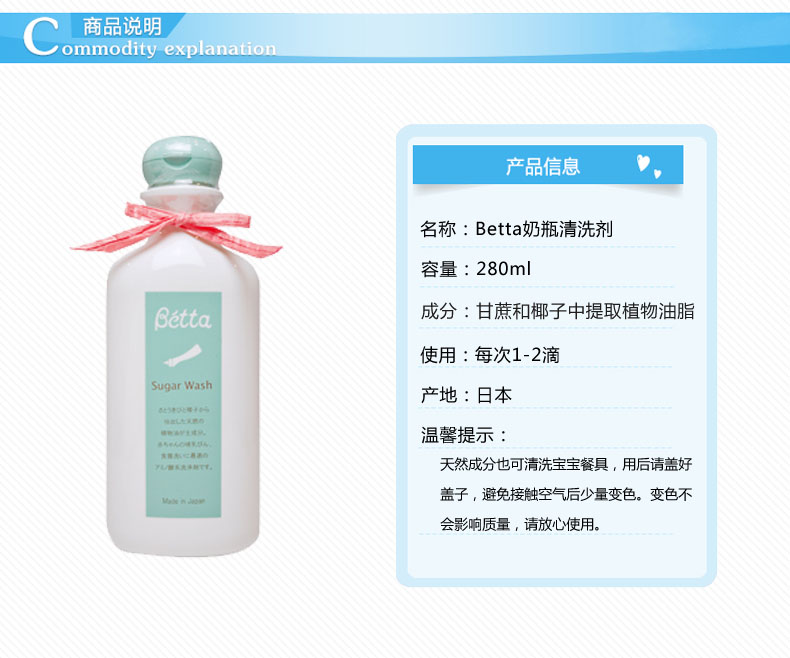 商品说明
Commodity explanation
Bétta
Sugar Wash
さとうきびと椰子から
抽出した天然の
植物油が主成分。
赤ちゃんの哺乳びん、
食器洗いに最適の
アミノ酸系洗浄剤です。
Made in Japan
产品信息
名称：Betta奶瓶清洗剂
容量：280ml
成分：甘蔗和椰子中提取植物油脂
使用：每次1-2滴
产地：日本
温馨提示：
天然成分也可清洗宝宝餐具，用后请盖好
盖子，避免接触空气后少量变色。变色不
会影响质量，请放心使用。